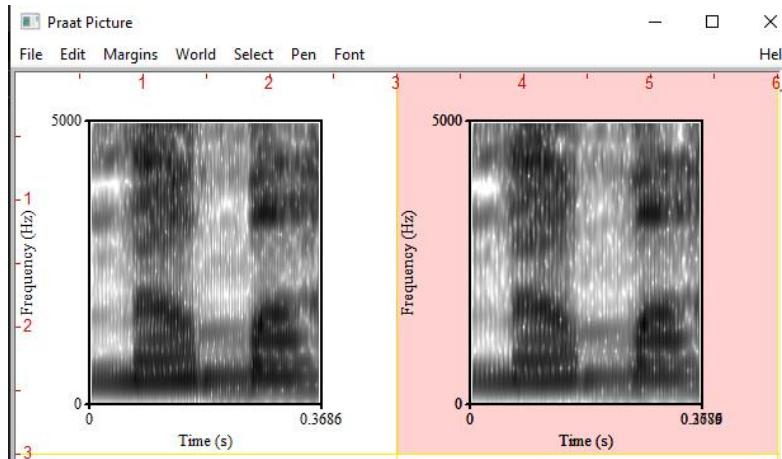 Praat Picture
File Edit Margins World Select Pen Font Hel
1 2 3 4 5 6
5000 5000
1
Frequency (Hz) Frequency (Hz)
2
0 0
0 0.3686 0
Time (s) Time (s)
3